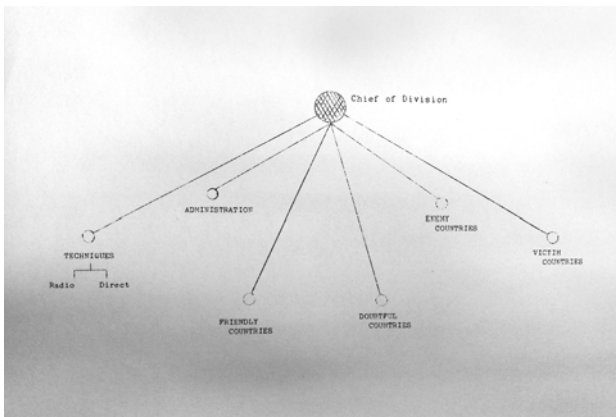 Chief of Division
ADMINISTRATION
ENEMY
COUNTRIES
TECHNIQUES
VICTIM
COUNTRIES
Radio Direct
FRIENDLY
COUNTRIES
DOUBTFUL
COUNTRIES